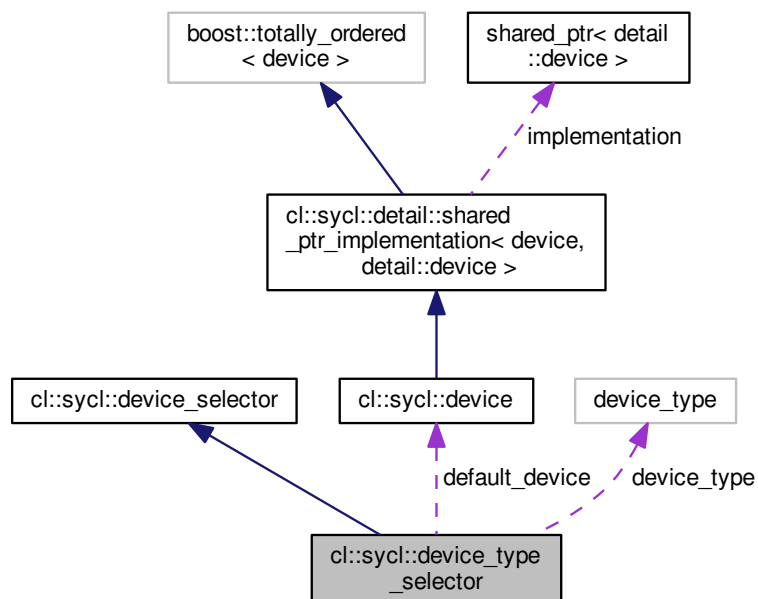 boost::totally_ordered
< device >
shared_ptr< detail
::device >
implementation
cl::sycl::detail::shared
_ptr_implementation< device,
detail::device >
cl::sycl::device_selector
cl::sycl::device
device_type
default_device
device_type
cl::sycl::device_type
_selector